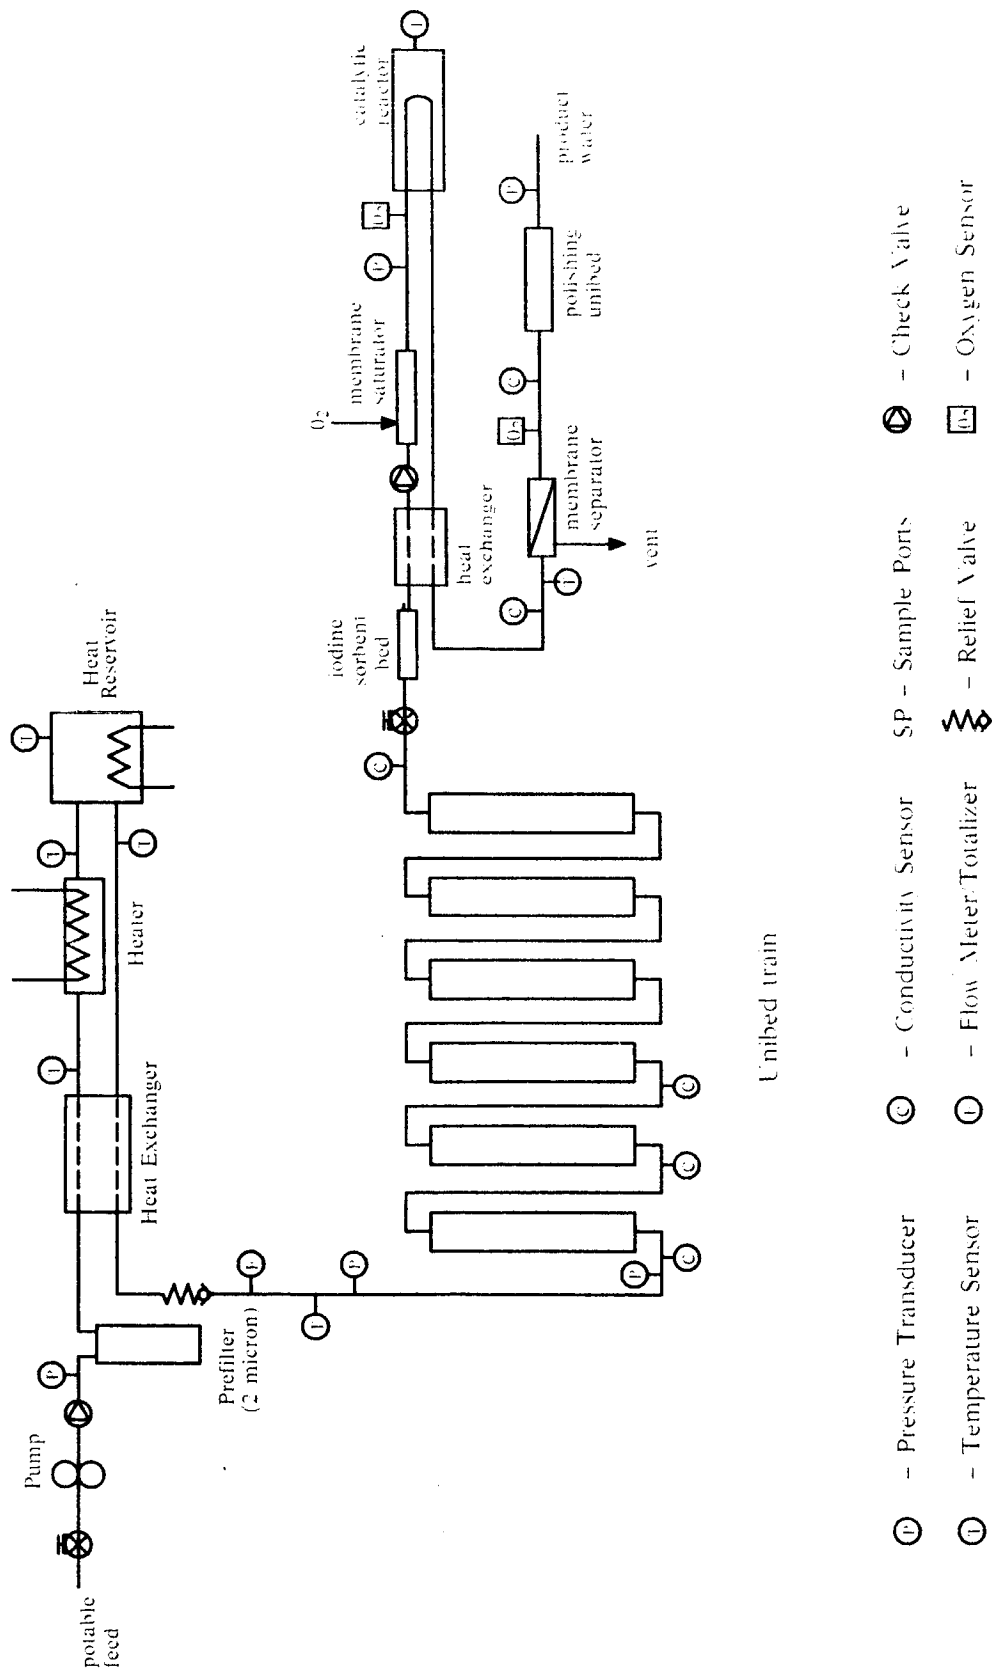 potable
feed
Pump
P
Prefilter
(2 micron)
Heat Exchanger
T
Heater
T
T
T
Heat
Reservoir
P
P
P
C
C
C
Unibed train
C
iodine
sorbent
bed
heat
exchanger
O₂
membrane
saturator
P
O₂
catalytic
reactor
T
C
T
membrane
separator
vent
O₂
C
polishing
unibed
P
product
water
P - Pressure Transducer
C - Conductivity Sensor
SP - Sample Ports
- Check Valve
T - Temperature Sensor
F - Flow Meter/Totalizer
- Relief Valve
O₂ - Oxygen Sensor